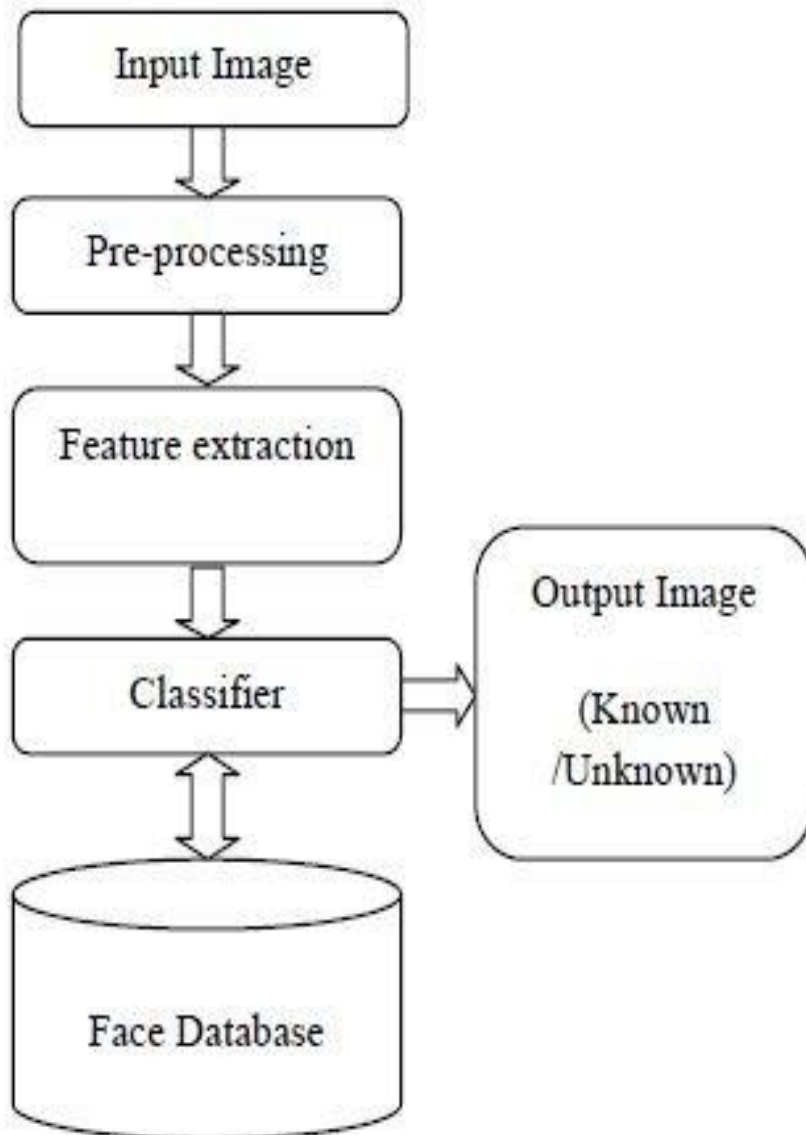 Input Image
Pre-processing
Feature extraction
Classifier
Output Image
(Known
/Unknown)
Face Database